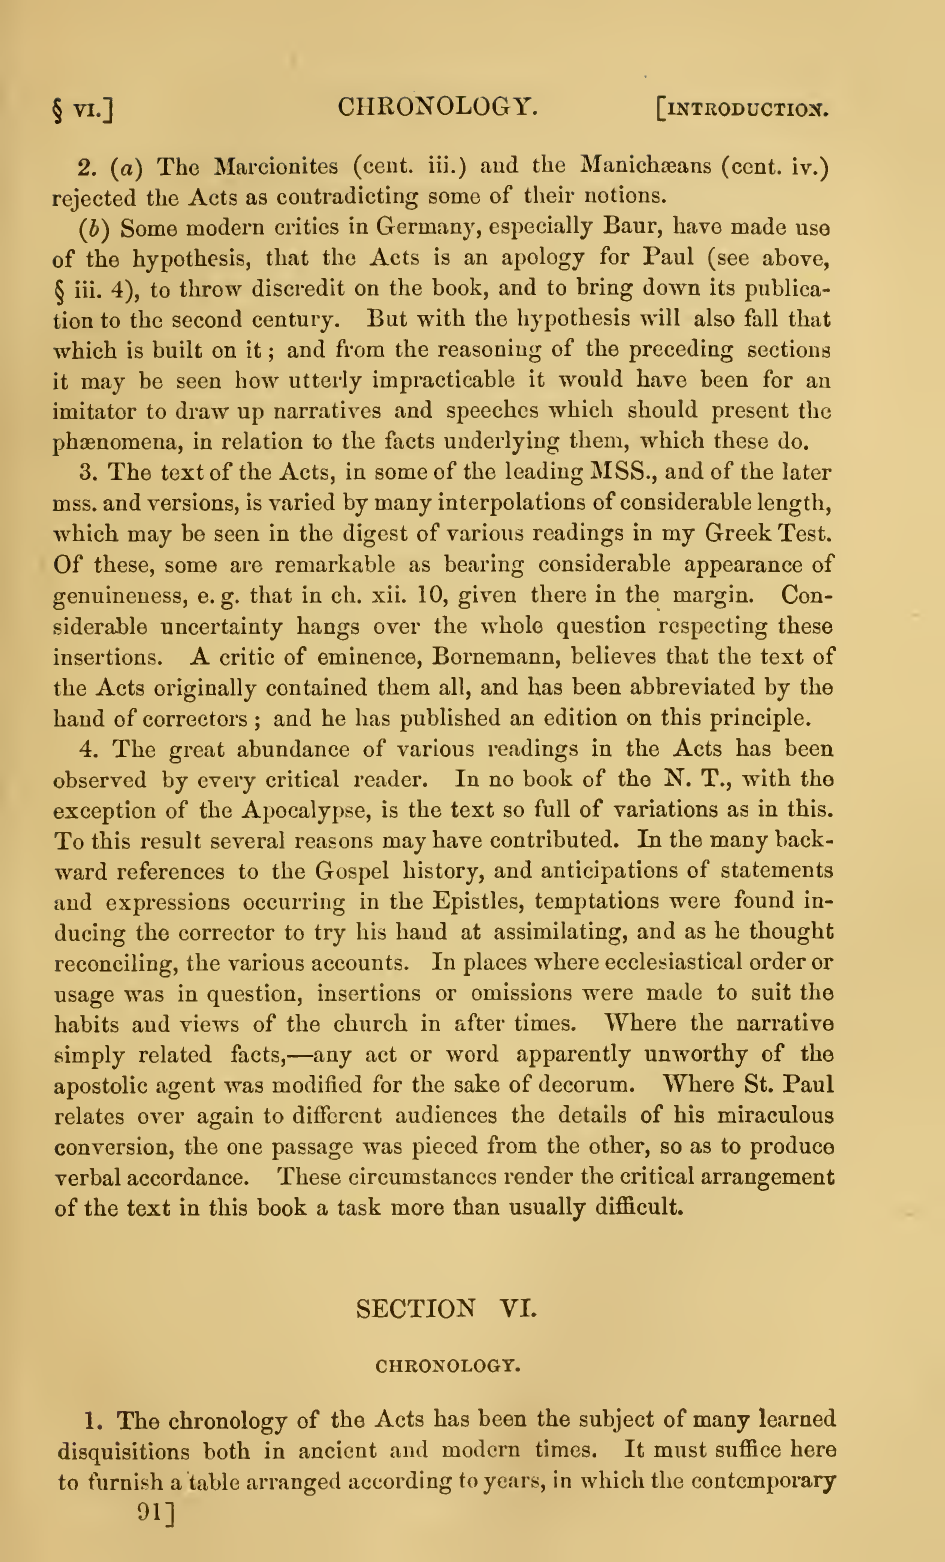 § VI.] CHRONOLOGY. [INTRODUCTION.
2. (a) The Marcionites (cent. iii.) and the Manichæans (cent. iv.)
rejected the Acts as contradicting some of their notions.
(b) Some modern critics in Germany, especially Baur, have made use
of the hypothesis, that the Acts is an apology for Paul (see above,
§ iii. 4), to throw discredit on the book, and to bring down its publica-
tion to the second century. But with the hypothesis will also fall that
which is built on it ; and from the reasoning of the preceding sections
it may be seen how utterly impracticable it would have been for an
imitator to draw up narratives and speeches which should present the
phænomena, in relation to the facts underlying them, which these do.
3. The text of the Acts, in some of the leading MSS., and of the later
mss. and versions, is varied by many interpolations of considerable length,
which may be seen in the digest of various readings in my Greek Test.
Of these, some are remarkable as bearing considerable appearance of
genuineness, e. g. that in ch. xii. 10, given there in the margin. Con-
siderable uncertainty hangs over the whole question respecting these
insertions. A critic of eminence, Bornemann, believes that the text of
the Acts originally contained them all, and has been abbreviated by the
hand of correctors ; and he has published an edition on this principle.
4. The great abundance of various readings in the Acts has been
observed by every critical reader. In no book of the N. T., with the
exception of the Apocalypse, is the text so full of variations as in this.
To this result several reasons may have contributed. In the many back-
ward references to the Gospel history, and anticipations of statements
and expressions occurring in the Epistles, temptations were found in-
ducing the corrector to try his hand at assimilating, and as he thought
reconciling, the various accounts. In places where ecclesiastical order or
usage was in question, insertions or omissions were made to suit the
habits and views of the church in after times. Where the narrative
simply related facts,—any act or word apparently unworthy of the
apostolic agent was modified for the sake of decorum. Where St. Paul
relates over again to different audiences the details of his miraculous
conversion, the one passage was pieced from the other, so as to produce
verbal accordance. These circumstances render the critical arrangement
of the text in this book a task more than usually difficult.
SECTION VI.
CHRONOLOGY.
1. The chronology of the Acts has been the subject of many learned
disquisitions both in ancient and modern times. It must suffice here
to furnish a table arranged according to years, in which the contemporary
91]